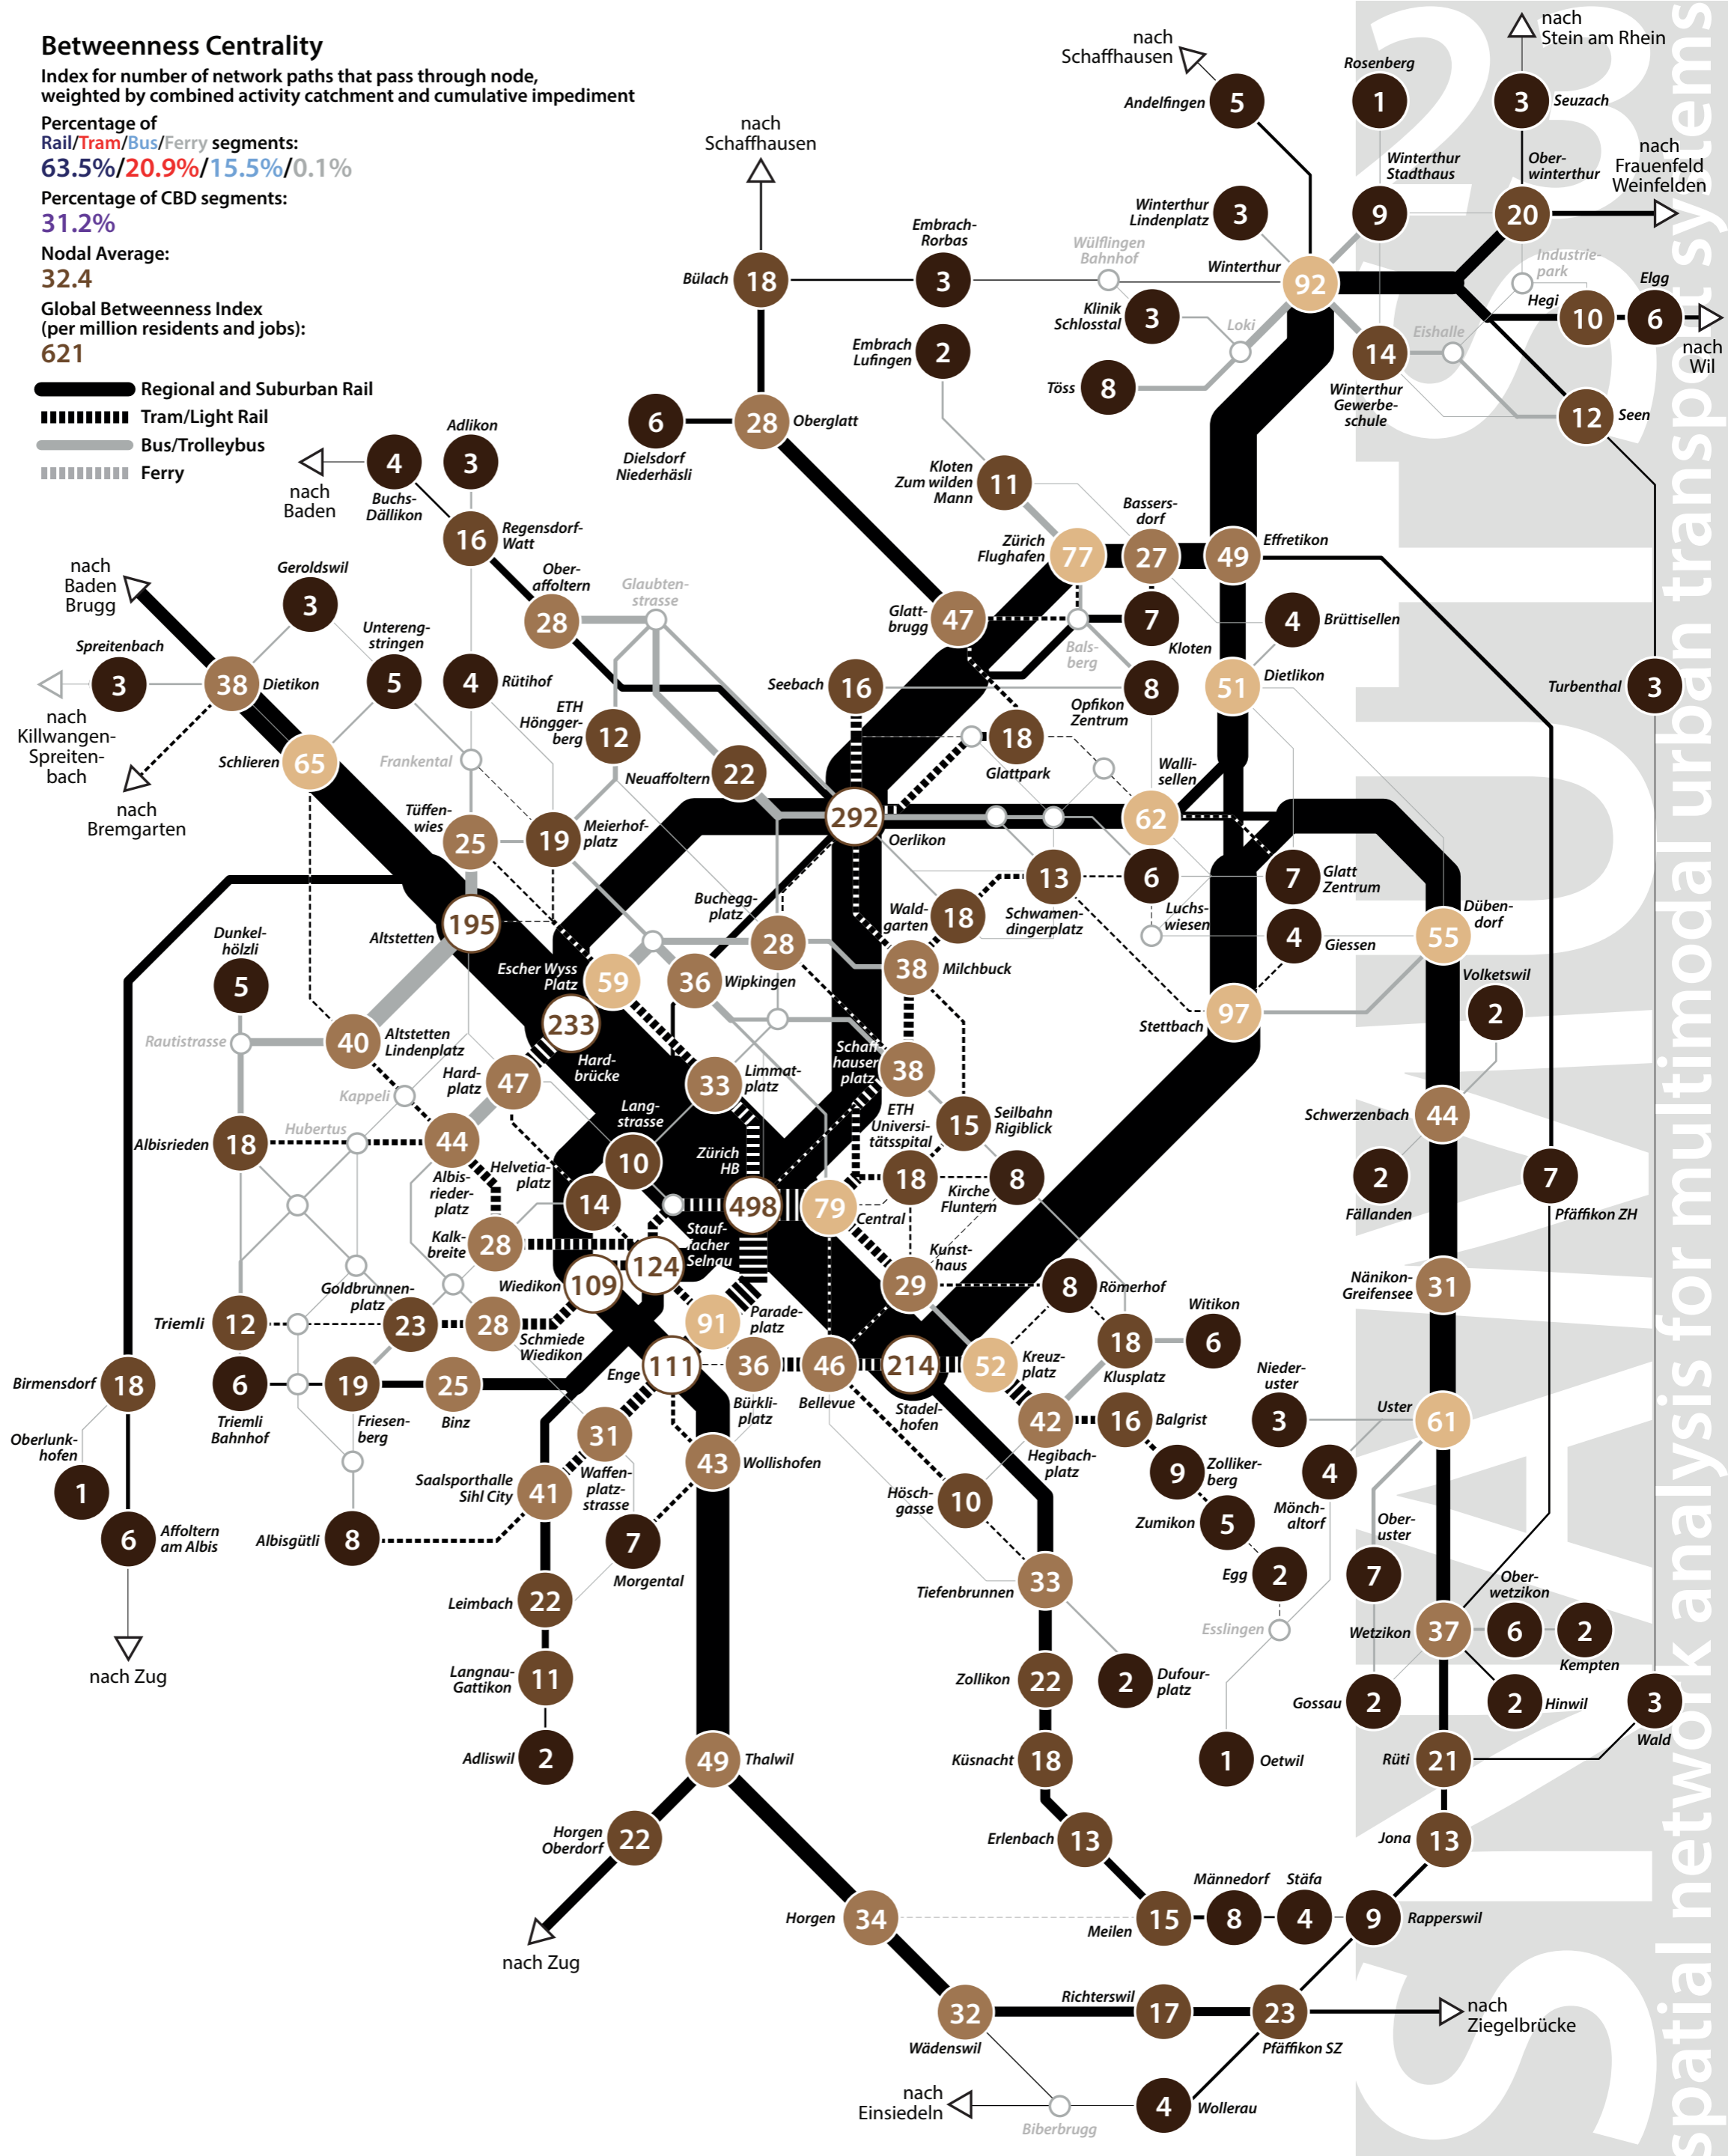 Betweenness Centrality
Index for number of network paths that pass through node,
weighted by combined activity catchment and cumulative impediment
Percentage of
Rail/Tram/Bus/Ferry segments:
63.5%/20.9%/15.5%/0.1%
Percentage of CBD segments:
31.2%
Nodal Average:
32.4
Global Betweenness Index
(per million residents and jobs):
621
Regional and Suburban Rail
Tram/Light Rail
Bus/Trolleybus
Ferry
nach
Stein am Rhein
nach
Schaffhausen
Andelfingen
5
Rosenberg
1
3
Seuzach
nach
Schaffhausen
Winterthur
Stadthaus
9
Ober-
winterthur
20
nach
Frauenfeld
Weinfelden
Winterthur
Lindenplatz
3
Embrach-
Rorbas
3
Wülflingen
Bahnhof
Winterthur
92
Industrie-
park
Bülach
18
Klinik
Schlosstal
3
Loki
Hegi
10
Elgg
6
nach
Wil
Embrach
Lufingen
2
Töss
8
14
Winterthur
Gewerbe-
schule
Eishalle
12
Seen
6
Dielsdorf
Niederhäsli
28
Oberglatt
Adlikon
3
nach
Baden
4
Buchs-
Dällikon
Kloten
Zum wilden
Mann
11
16
Regensdorf-
Watt
Bassers-
dorf
27
Zürich
Flughafen
77
49
Effretikon
nach
Baden
Brugg
Geroldswil
3
Ober-
affoltern
28
Glaubten-
strasse
Glatt-
brugg
47
Bals-
berg
7
Kloten
4
Brüttisellen
Spreitenbach
3
38
Dietikon
Untereng-
stringen
5
4
Rütihof
Seebach
16
8
Opfikon
Zentrum
51
Dietlikon
Turbenthal
3
nach
Killwangen-
Spreiten-
bach
nach
Bremgarten
Schlieren
65
Frankental
ETH
Höngger-
berg
12
Neuaffoltern
22
18
Glattpark
Walli-
sellen
62
Tüffen-
wies
25
19
Meierhof-
platz
292
Oerlikon
13
Schwamen-
dingerplatz
6
Luchs-
wiesen
7
Glatt
Zentrum
Dunkel-
hölzli
5
Altstetten
195
Buchegg-
platz
28
Wald-
garten
18
4
Giessen
Düben-
dorf
55
Escher Wyss
Platz
59
36
Wipkingen
38
Milchbuck
Volketswil
2
Rautistrasse
40
Altstetten
Lindenplatz
233
Hard-
brücke
Stettbach
97
Kappeli
Hard-
platz
47
33
Limmat-
platz
Schaff
hauser
platz
38
Schwerzenbach
44
Albisrieden
18
Hubertus
44
Albis-
rieder-
platz
Lang-
strasse
10
ETH
Universi-
tätsspital
18
15
Seilbahn
Rigiblick
2
Fällanden
7
Pfäffikon ZH
Helvetia-
platz
14
Zürich
HB
498
79
Central
Kirche
Fluntern
8
Kalk-
breite
28
Stauf-
facher
Selnau
124
Kunst-
haus
29
8
Römerhof
Nänikon-
Greifensee
31
Wiedikon
109
Goldbrunnen-
platz
23
28
Schmiede
Wiedikon
91
Parade-
platz
Triemli
12
18
Klusplatz
Witikon
6
Birmensdorf
18
6
Triemli
Bahnhof
19
Friesen-
berg
25
Binz
Enge
111
36
Bürkli-
platz
46
Bellevue
214
Stadel-
hofen
52
Kreuz-
platz
Nieder-
uster
3
Uster
61
Oberlunk-
hofen
1
31
Waffen-
platz-
strasse
43
Wollishofen
42
Hegibach-
platz
16
Balgrist
9
Zolliker-
berg
4
Mönch-
altorf
Saalsporthalle
Sihl City
41
Hösch-
gasse
10
6
Affoltern
am Albis
Albisgütli
8
7
Morgental
Zumikon
5
Ober-
uster
7
Leimbach
22
Tiefenbrunnen
33
Egg
2
Ober-
wetzikon
6
nach Zug
Esslingen
Wetzikon
37
2
Kempten
Langnau-
Gattikon
11
Zollikon
22
2
Dufour-
platz
Gossau
2
2
Hinwil
3
Wald
Adliswil
2
49
Thalwil
Küsnacht
18
1
Oetwil
Rüti
21
Horgen
Oberdorf
22
Erlenbach
13
Jona
13
Horgen
34
Meilen
15
Männedorf
8
Stäfa
4
9
Rapperswil
nach Zug
32
Wädenswil
Richterswil
17
23
Pfäffikon SZ
nach
Ziegelbrücke
nach
Einsiedeln
Biberbrugg
4
Wollerau
SNAMUTS 23
spatial network analysis for multimodal urban transport systems